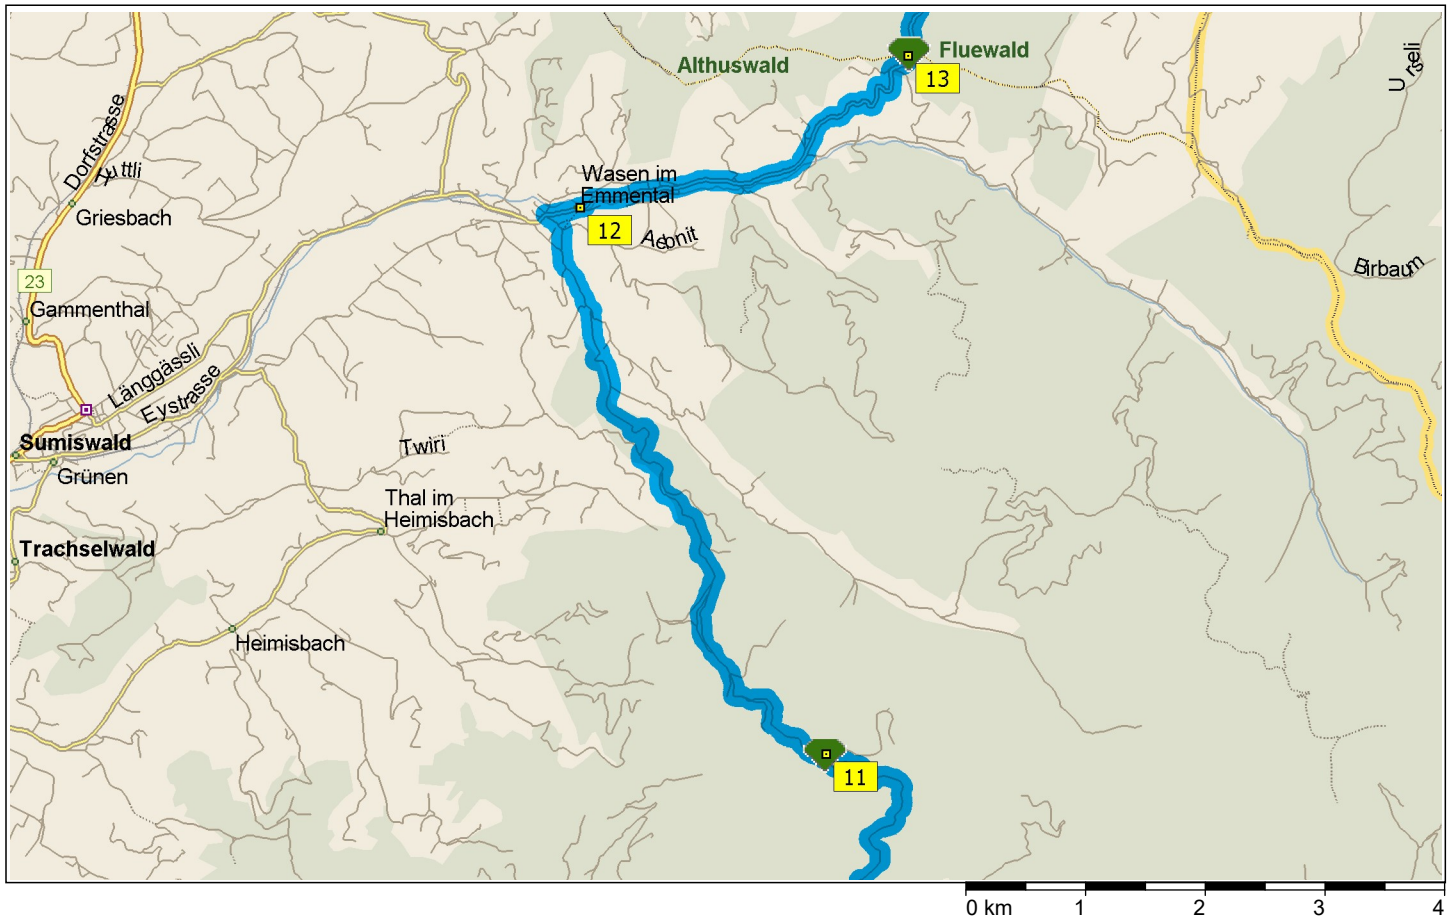 Fluewald
Althuswald
13
Urseli
Dorfstrasse
Wasen im
Emmental
Griesbach
12
Birbaum
23
Gammenthal
Länggässli
Eystrasse
Sumiswald
Twiri
Grünen
Thal im
Heimisbach
Trachselwald
Heimisbach
11
0 km 1 2 3 4